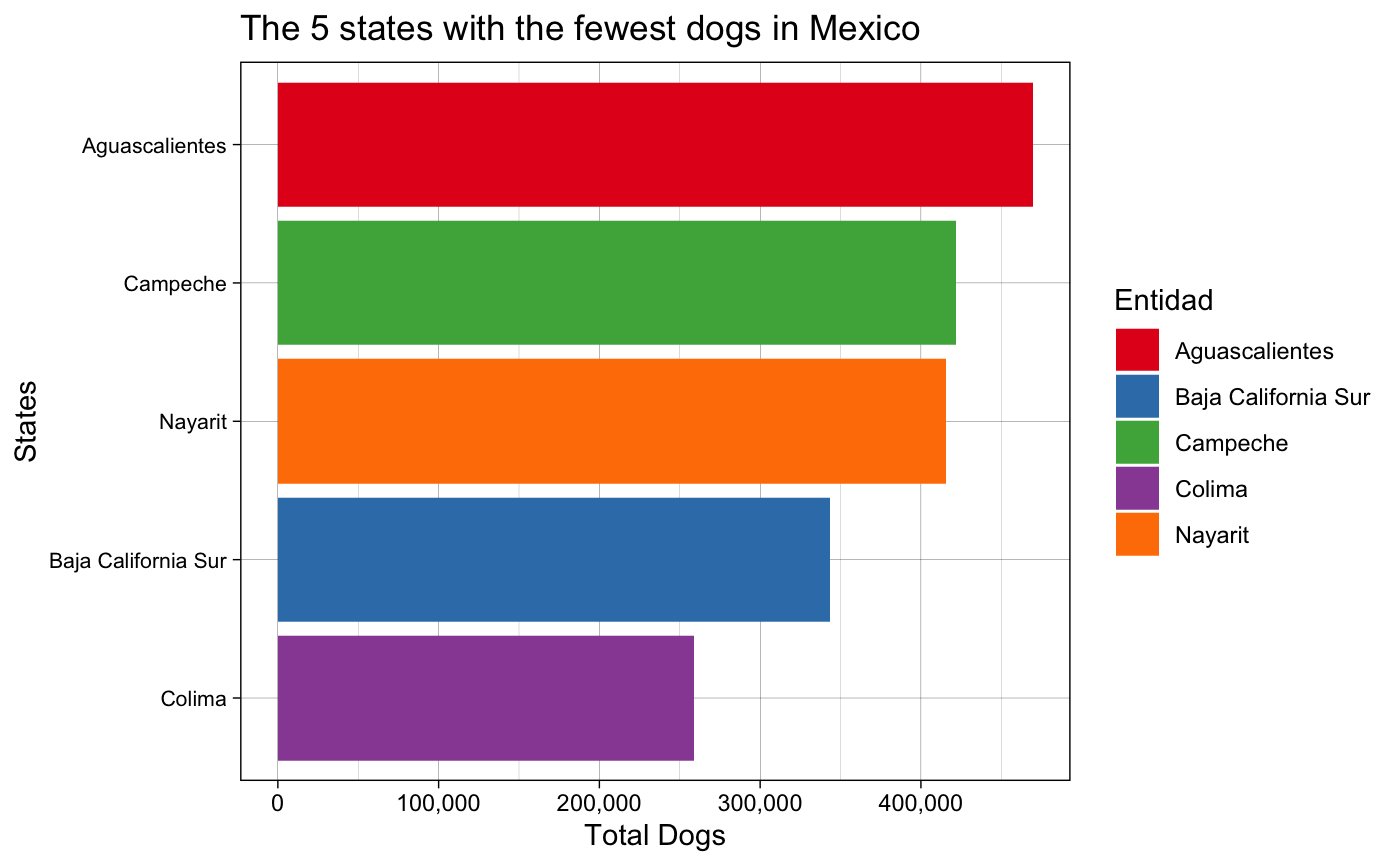 The 5 states with the fewest dogs in Mexico
States
Aguascalientes
Campeche
Nayarit
Baja California Sur
Colima
0 100,000 200,000 300,000 400,000
Total Dogs
Entidad
Aguascalientes
Baja California Sur
Campeche
Colima
Nayarit